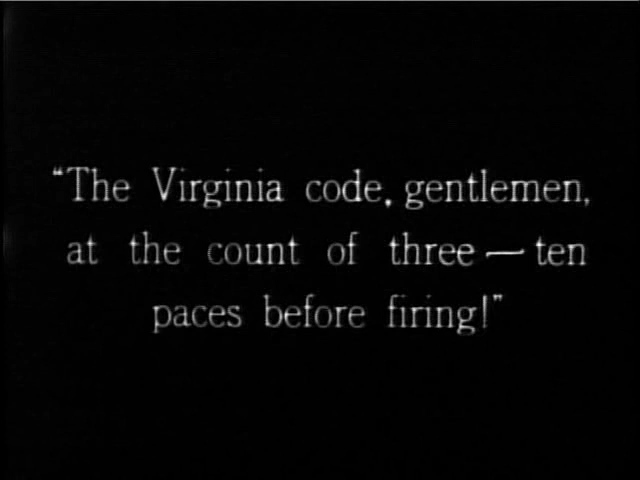 “The Virginia code, gentlemen,
at the count of three — ten
paces before firing!”